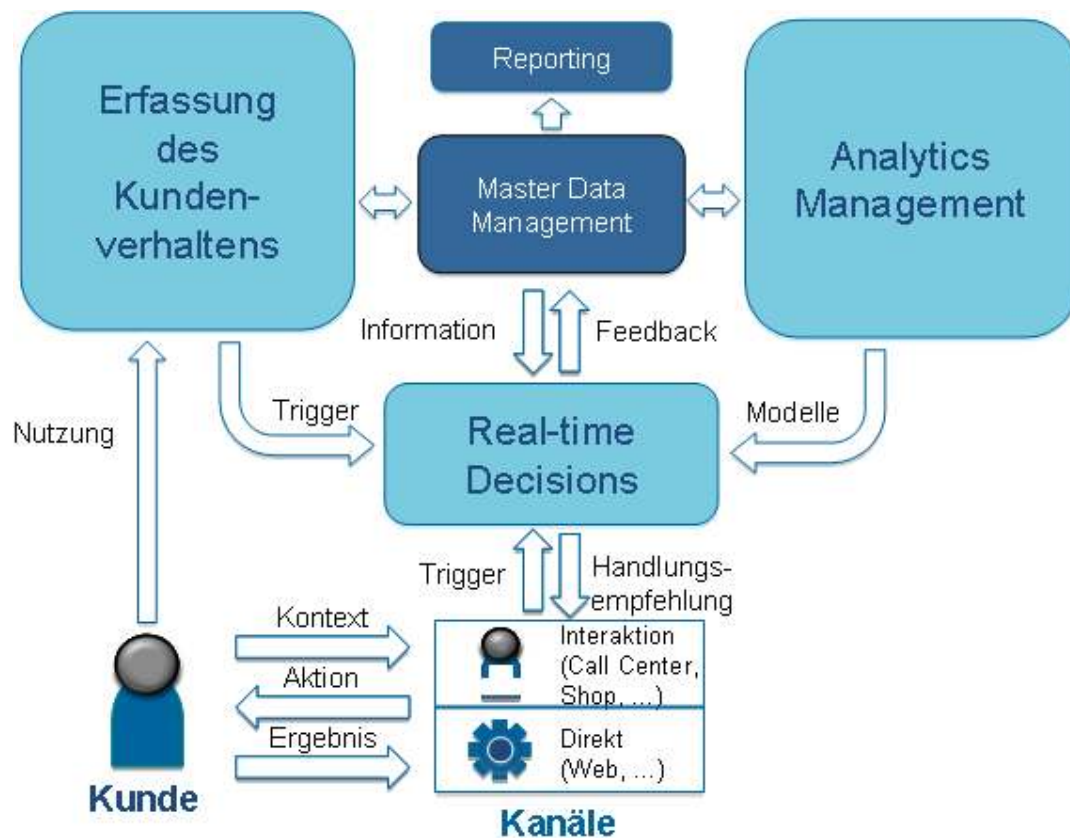 Reporting
Erfassung
des
Kunden-
verhaltens
Master Data
Management
Analytics
Management
Information
Feedback
Nutzung
Trigger
Real-time
Decisions
Modelle
Trigger
Handlungs-
empfehlung
Kontext
Aktion
Ergebnis
Interaktion
(Call Center,
Shop, ...)
Direkt
(Web, ...)
Kunde
Kanäle